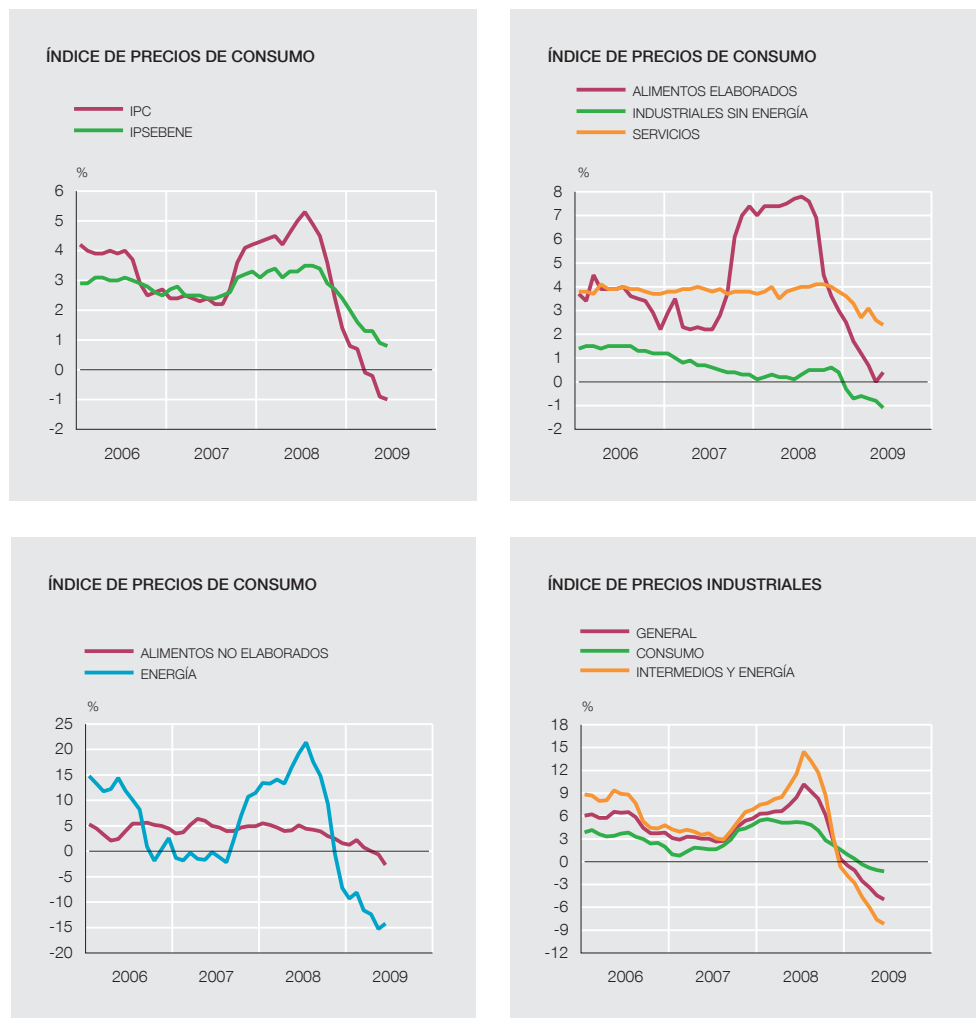 ÍNDICE DE PRECIOS DE CONSUMO
IPC
IPSEBENE
%
6
5
4
3
2
1
0
-1
-2
2006 2007 2008 2009
ÍNDICE DE PRECIOS DE CONSUMO
ALIMENTOS ELABORADOS
INDUSTRIALES SIN ENERGÍA
SERVICIOS
%
8
7
6
5
4
3
2
1
0
-1
-2
2006 2007 2008 2009
ÍNDICE DE PRECIOS DE CONSUMO
ALIMENTOS NO ELABORADOS
ENERGÍA
%
25
20
15
10
5
0
-5
-10
-15
-20
2006 2007 2008 2009
ÍNDICE DE PRECIOS INDUSTRIALES
GENERAL
CONSUMO
INTERMEDIOS Y ENERGÍA
%
18
15
12
9
6
3
0
-3
-6
-9
-12
2006 2007 2008 2009